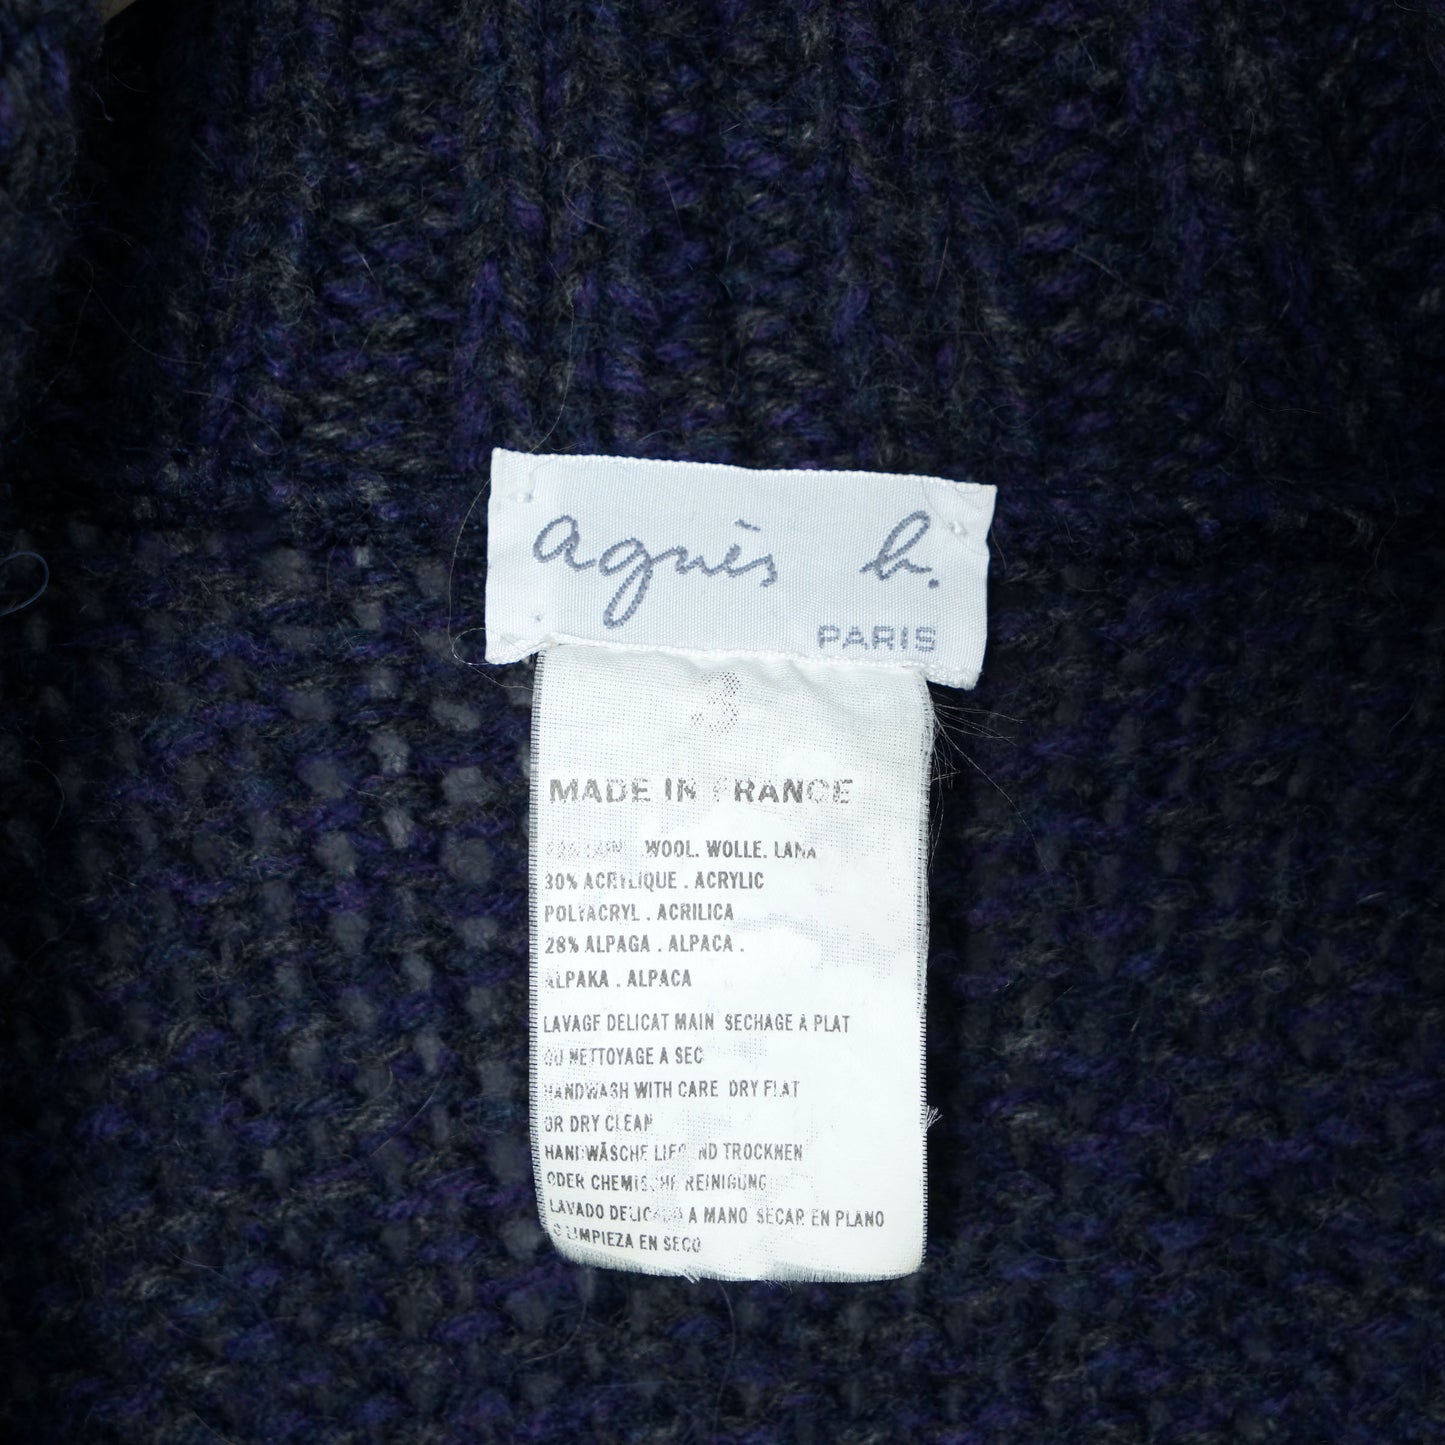 agnès b.
PARIS
3
MADE IN FRANCE
WOOL. WOLLE. LANA
30% ACRYLIQUE . ACRYLIC
POLYACRYL . ACRILICA
28% ALPAGA . ALPACA .
ALPAKA . ALPACA
LAVAGE DELICAT MAIN SECHAGE A PLAT
OU NETTOYAGE A SEC
HANDWASH WITH CARE DRY FLAT
OR DRY CLEAN
HANDWÄSCHE LIEGEND TROCKNEN
ODER CHEMISCHE REINIGUNG
LAVADO DELICADO A MANO SECAR EN PLANO
O LIMPIEZA EN SECO